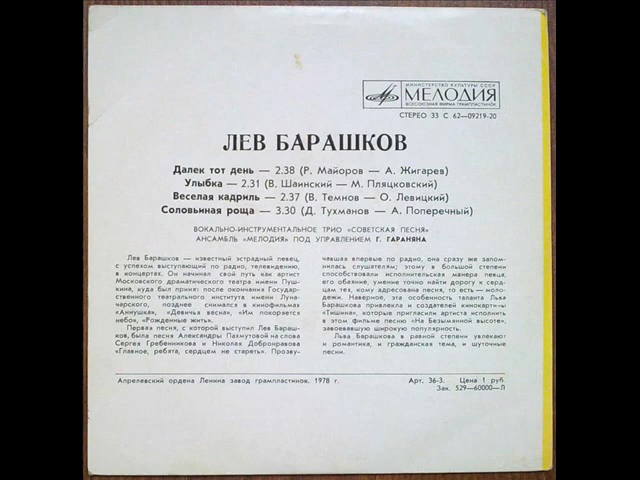 МИНИСТЕРСТВО КУЛЬТУРЫ СССР
МЕЛОДИЯ
ВСЕСОЮЗНАЯ ФИРМА ГРАМПЛАСТИНОК
СТЕРЕО 33 С 62—09219-20
ЛЕВ БАРАШКОВ
Далек тот день — 2.38 (Р. Майоров — А. Жигарев)
Улыбка — 2.31 (В. Шаинский — М. Пляцковский)
Веселая кадриль — 2.37 (В. Темнов — О. Левицкий)
Соловьиная роща — 3.30 (Д. Тухманов — А. Поперечный)
ВОКАЛЬНО-ИНСТРУМЕНТАЛЬНОЕ ТРИО «СОВЕТСКАЯ ПЕСНЯ»
АНСАМБЛЬ «МЕЛОДИЯ» ПОД УПРАВЛЕНИЕМ Г. ГАРАНЯНА
Лев Барашков — известный эстрадный певец,
с успехом выступающий по радио, телевидению,
в концертах. Он начинал свой путь как артист
Московского драматического театра имени Пуш-
кина, куда был принят после окончания Государ-
ственного театрального института имени Луна-
чарского, позднее снимался в кинофильмах
«Аннушка», «Девичья весна», «Им покоряется
небо», «Рожденные жить».
Первая песня, с которой выступил Лев Бараш-
ков, была песня Александры Пахмутовой на слова
Сергея Гребенникова и Николая Добронравова
«Главное, ребята, сердцем не стареть». Прозву-
чавшая впервые по радио, она сразу же запом-
нилась слушателям; этому в большой степени
способствовали исполнительская манера певца,
его обаяние, умение точно найти дорогу к серд-
цам тех, кому адресована песня, то есть — моло-
дежи. Наверное, эта особенность таланта Льва
Барашкова привлекла и создателей кинокарти-ы
«Тишина», которые пригласили артиста исполнить
в этом фильме песню «На Безымянной высоте»,
завоевавшую широкую популярность.
Льва Барашкова в равной степени увлекают
и романтика, и гражданская тема, и шуточные
песни.
Апрелевский ордена Ленина завод грампластинок. 1978 г.
Арт. 36-3. Цена 1 руб.
Зак. 529—60000—Л